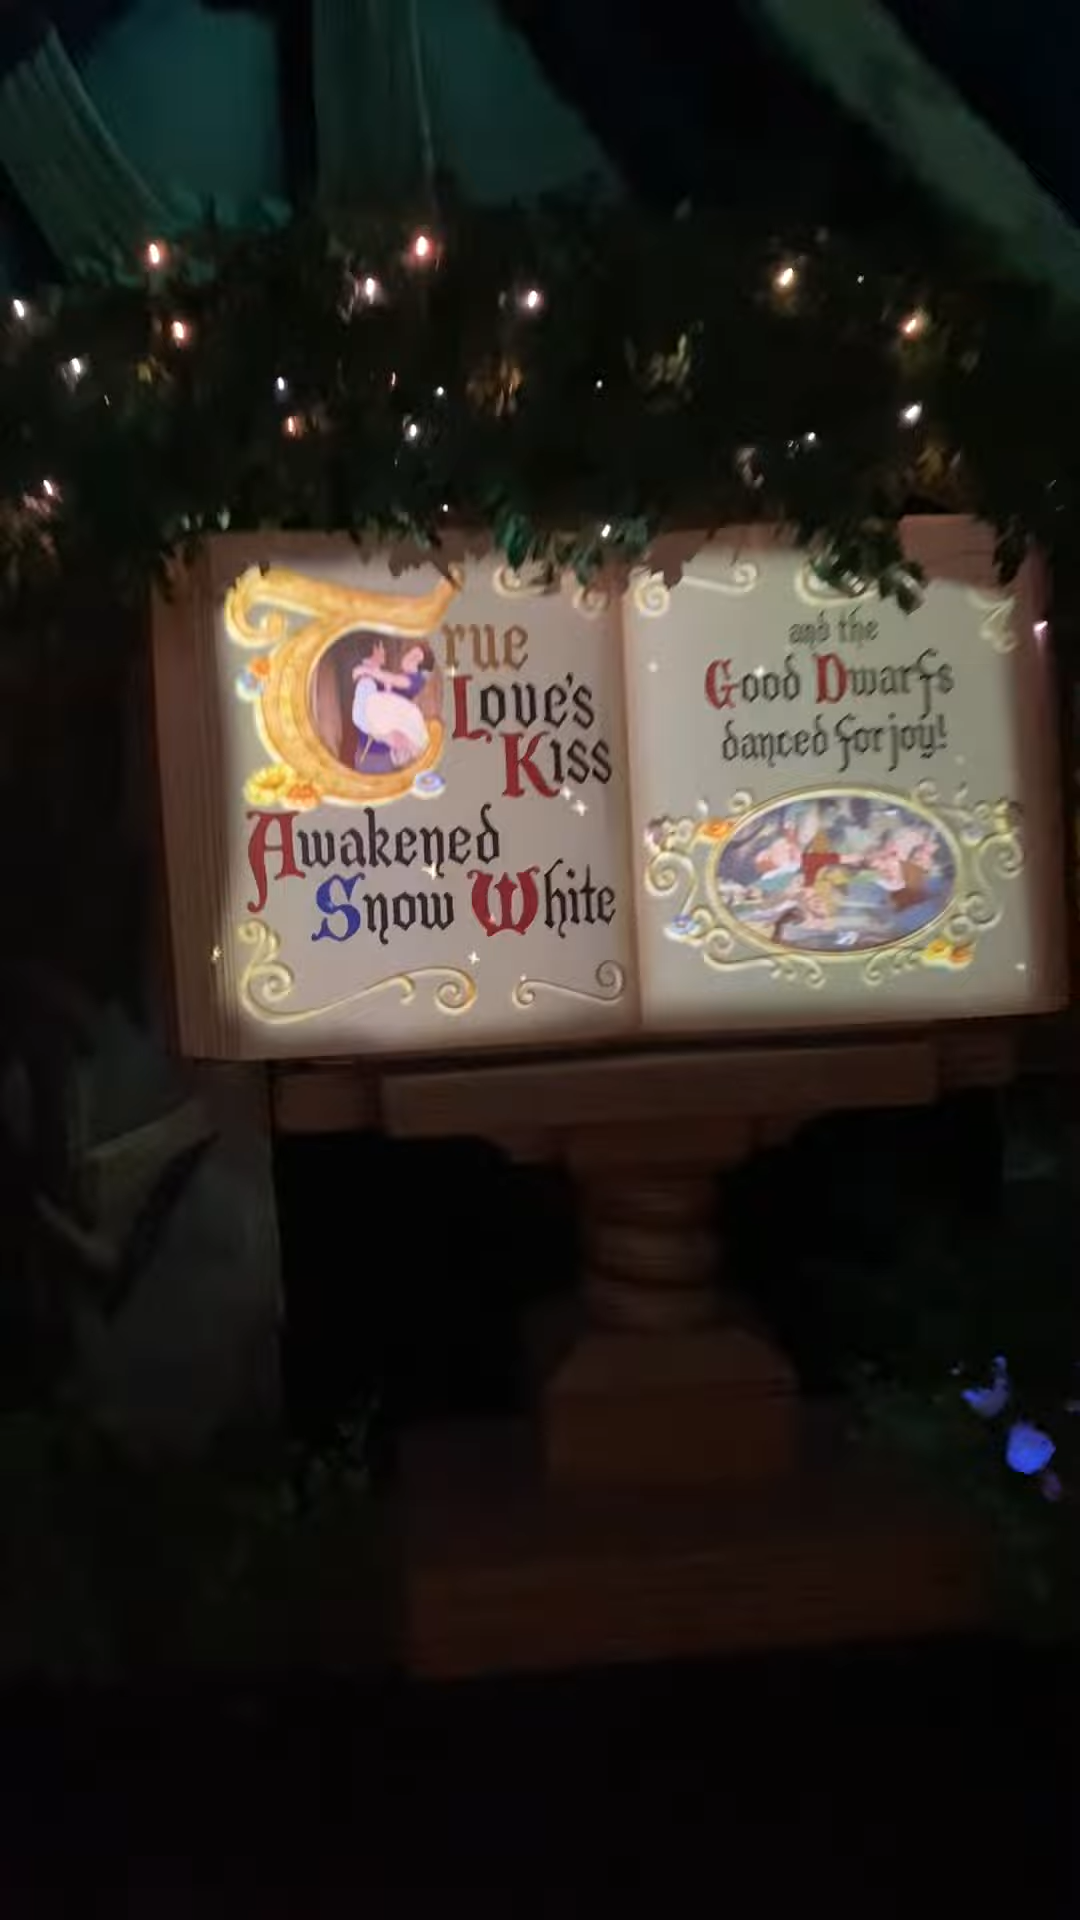 True
Love's
Kiss
Awakened
Snow White
and the
Good Dwarfs
danced for joy!